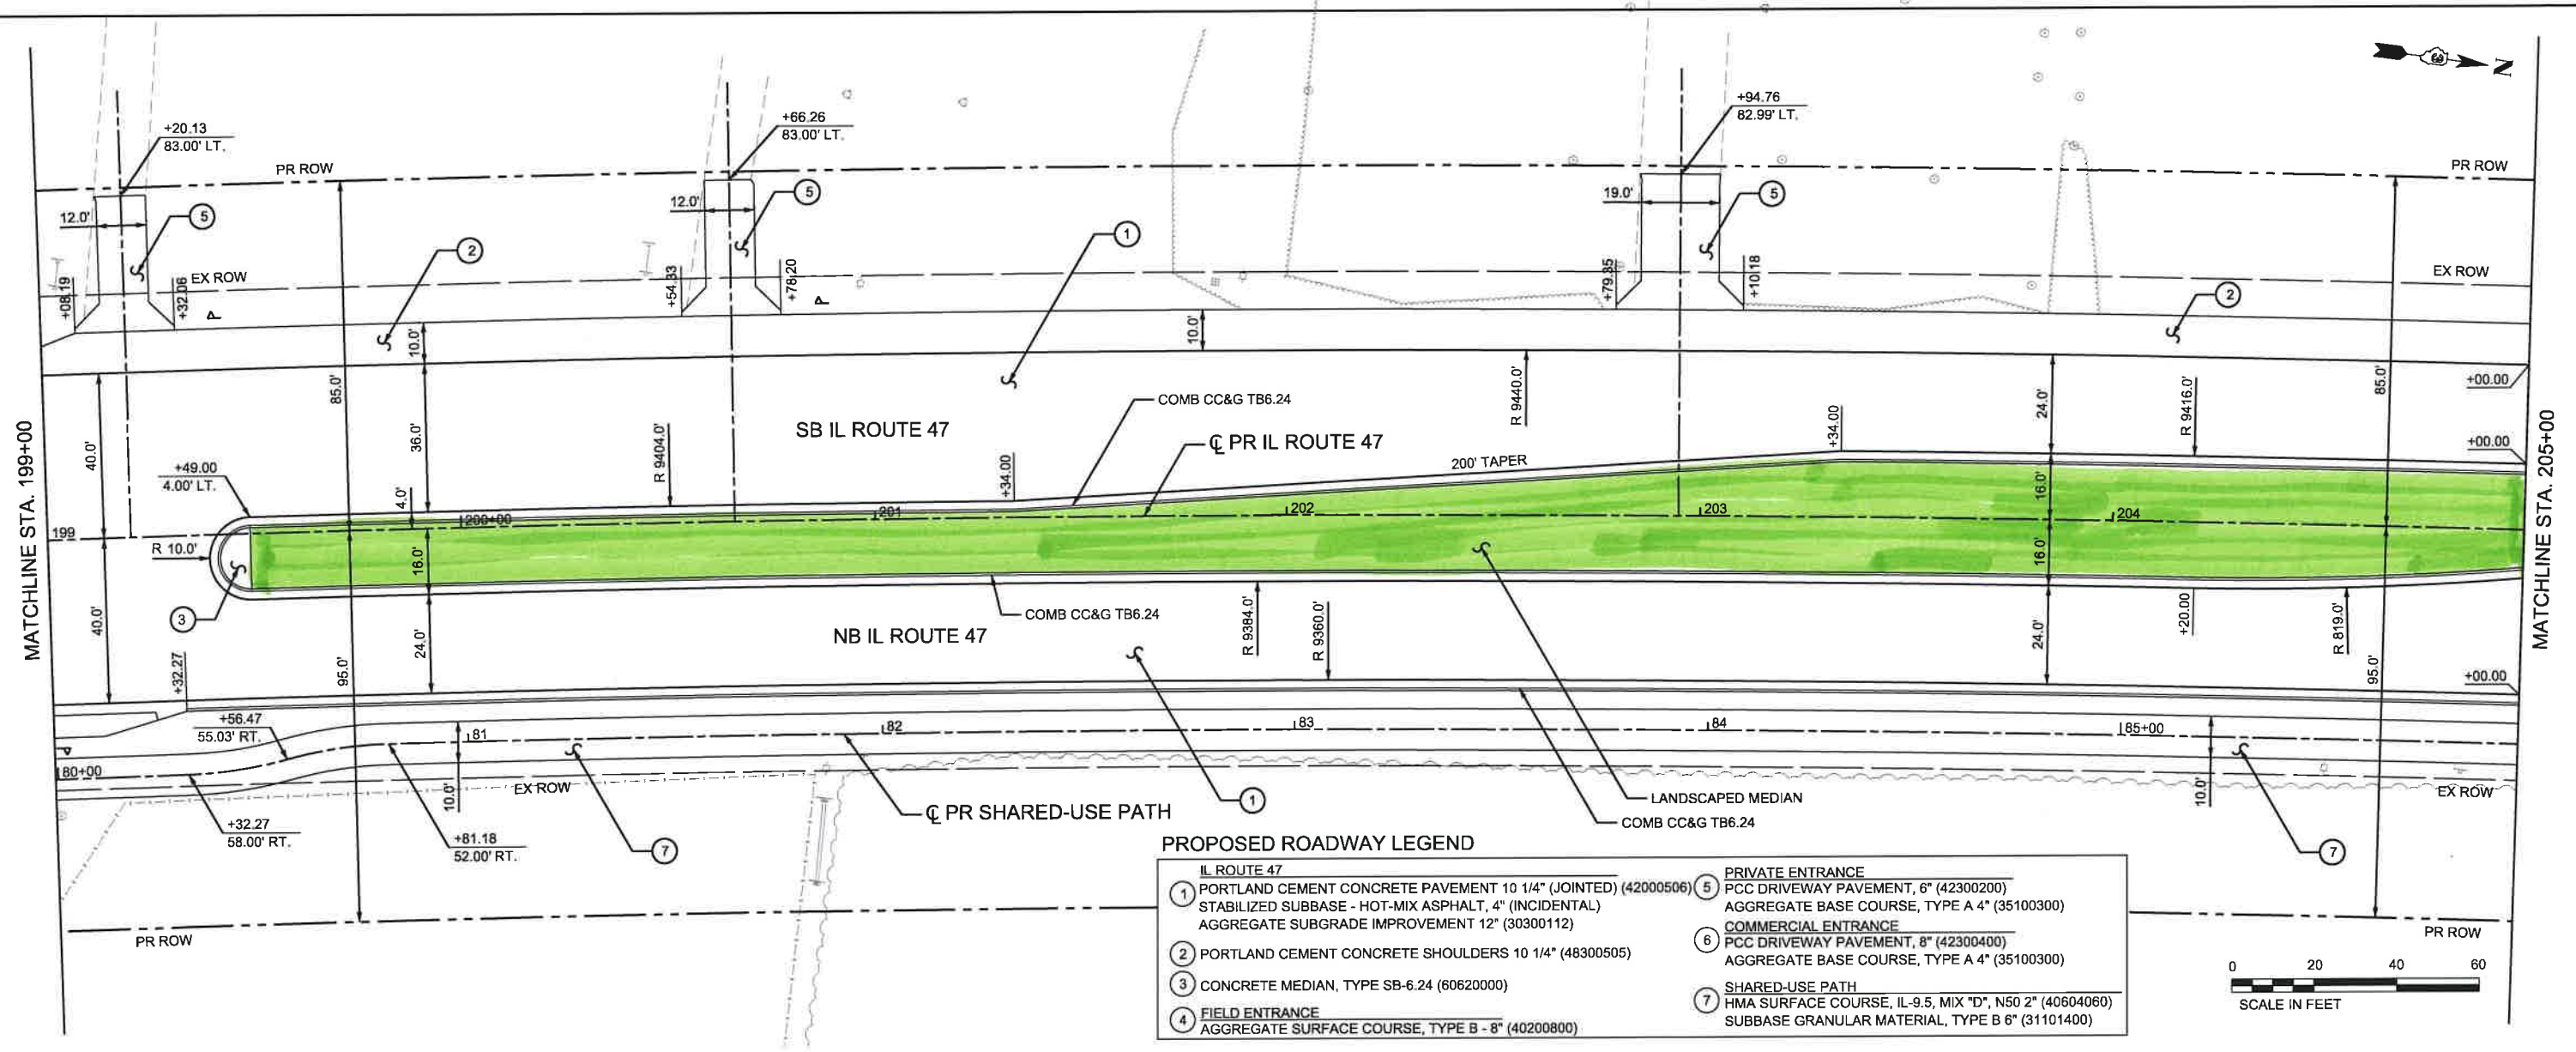 N
+20.13
83.00' LT.
+66.26
83.00' LT.
+94.76
82.99' LT.
PR ROW
PR ROW
12.0'
5
12.0'
5
19.0'
5
2
1
2
EX ROW
EX ROW
+08.19
+32.06
+54.33
+78.20
+79.35
+10.18
10.0'
10.0'
85.0'
85.0'
MATCHLINE STA. 199+00
MATCHLINE STA. 205+00
40.0'
36.0'
R 9404.0'
SB IL ROUTE 47
COMB CC&G TB6.24
℄ PR IL ROUTE 47
R 9440.0'
200' TAPER
+34.00
+34.00
24.0'
R 9416.0'
+00.00
+00.00
+49.00
4.00' LT.
4.0'
199
200+00
201
202
203
204
R 10.0'
16.0'
16.0'
16.0'
3
40.0'
24.0'
95.0'
NB IL ROUTE 47
COMB CC&G TB6.24
R 9384.0'
R 9360.0'
24.0'
+20.00
R 819.0'
95.0'
+00.00
+32.27
+56.47
55.03' RT.
80+00
81
82
83
84
85+00
10.0'
10.0'
EX ROW
EX ROW
+32.27
58.00' RT.
+81.18
52.00' RT.
7
℄ PR SHARED-USE PATH
1
LANDSCAPED MEDIAN
COMB CC&G TB6.24
7
PR ROW
PR ROW
PROPOSED ROADWAY LEGEND
IL ROUTE 47
1 PORTLAND CEMENT CONCRETE PAVEMENT 10 1/4" (JOINTED) (42000506)
STABILIZED SUBBASE - HOT-MIX ASPHALT, 4" (INCIDENTAL)
AGGREGATE SUBGRADE IMPROVEMENT 12" (30300112)
2 PORTLAND CEMENT CONCRETE SHOULDERS 10 1/4" (48300505)
3 CONCRETE MEDIAN, TYPE SB-6.24 (60620000)
FIELD ENTRANCE
4 AGGREGATE SURFACE COURSE, TYPE B - 8" (40200800)
PRIVATE ENTRANCE
5 PCC DRIVEWAY PAVEMENT, 6" (42300200)
AGGREGATE BASE COURSE, TYPE A 4" (35100300)
COMMERCIAL ENTRANCE
6 PCC DRIVEWAY PAVEMENT, 8" (42300400)
AGGREGATE BASE COURSE, TYPE A 4" (35100300)
SHARED-USE PATH
7 HMA SURFACE COURSE, IL-9.5, MIX "D", N50 2" (40604060)
SUBBASE GRANULAR MATERIAL, TYPE B 6" (31101400)
0 20 40 60
SCALE IN FEET